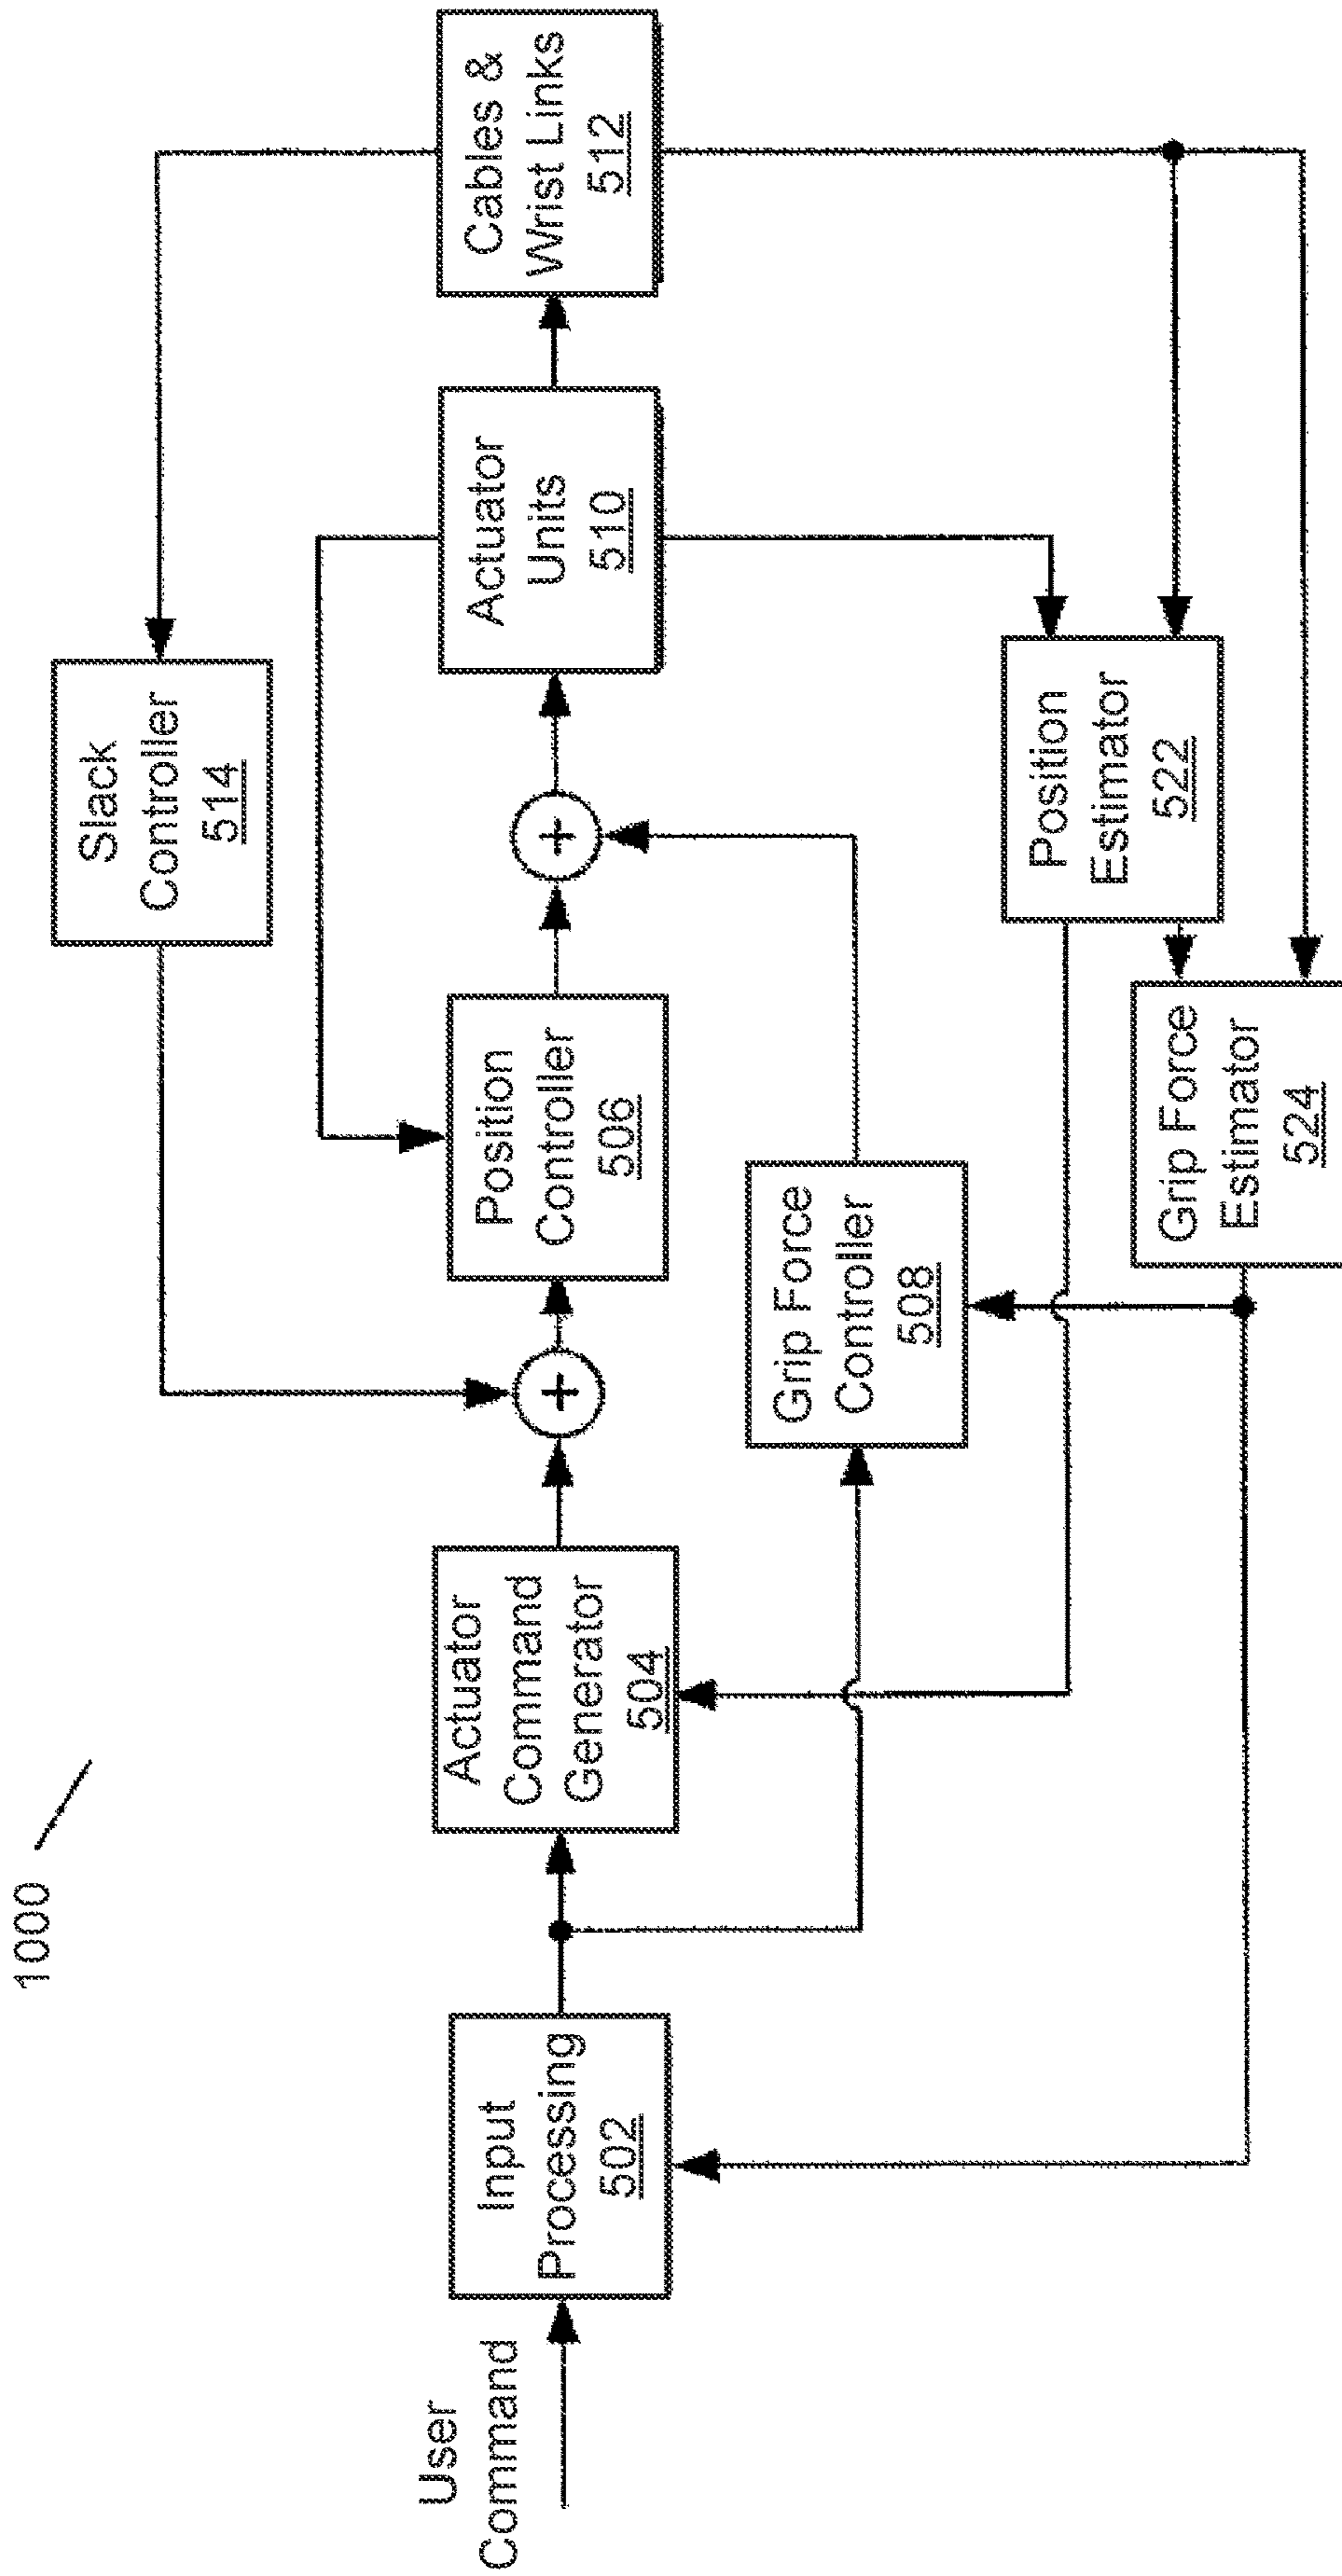 1000
User
Command
Input
Processing
502
Actuator
Command
Generator
504
+
Position
Controller
506
+
Actuator
Units
510
Cables &
Wrist Links
512
Slack
Controller
514
Grip Force
Controller
508
Position
Estimator
522
Grip Force
Estimator
524